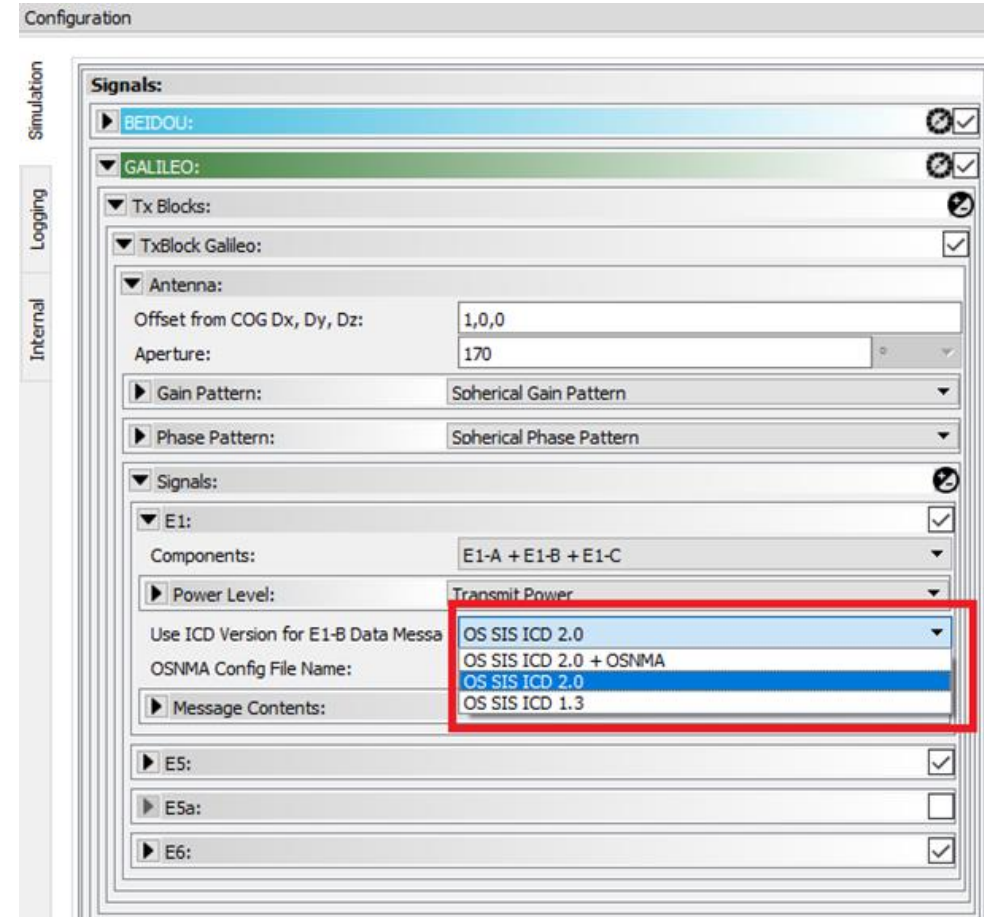 Configuration
Simulation
Logging
Internal
Signals:
BEIDOU:
GALILEO:
Tx Blocks:
TxBlock Galileo:
Antenna:
Offset from COG Dx, Dy, Dz: 1,0,0
Aperture: 170 °
Gain Pattern: Spherical Gain Pattern
Phase Pattern: Spherical Phase Pattern
Signals:
E1:
Components: E1-A + E1-B + E1-C
Power Level: Transmit Power
Use ICD Version for E1-B Data Messa OS SIS ICD 2.0
OS SIS ICD 2.0 + OSNMA
OSNMA Config File Name: OS SIS ICD 2.0
OS SIS ICD 1.3
Message Contents:
E5:
E5a:
E6: